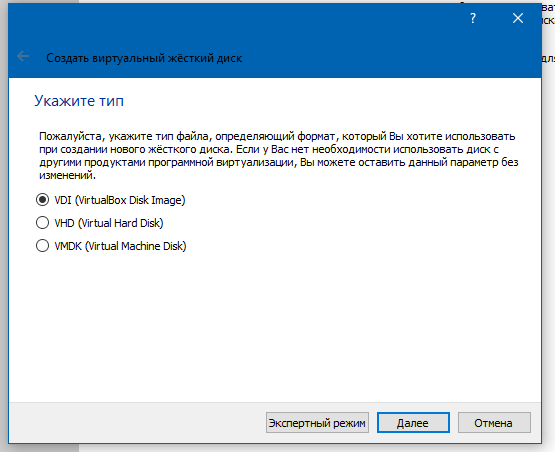 Создать виртуальный жёсткий диск
Укажите тип
Пожалуйста, укажите тип файла, определяющий формат, который Вы хотите использовать
при создании нового жёсткого диска. Если у Вас нет необходимости использовать диск с
другими продуктами программной виртуализации, Вы можете оставить данный параметр без
изменений.
VDI (VirtualBox Disk Image)
VHD (Virtual Hard Disk)
VMDK (Virtual Machine Disk)
Экспертный режим
Далее
Отмена